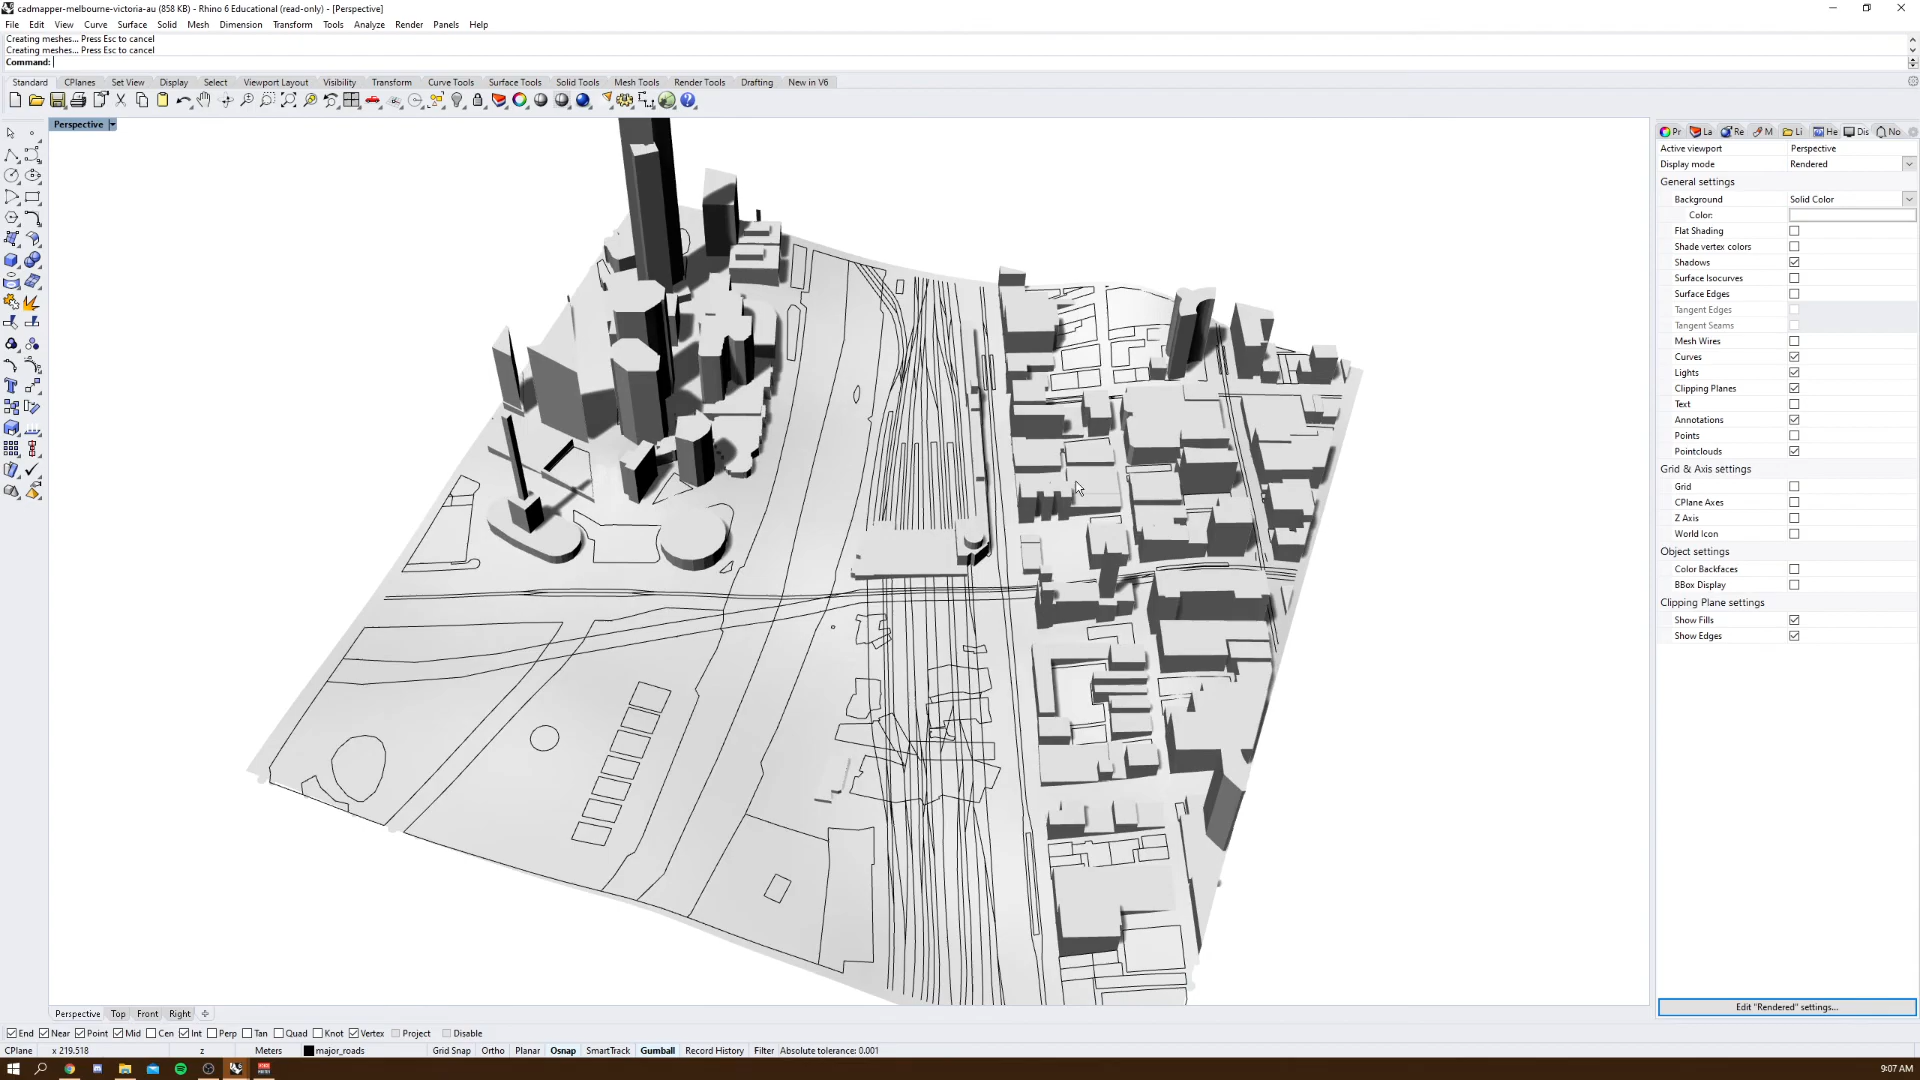 cadmapper-melbourne-victoria-au (858 KB) - Rhino 6 Educational (read-only) - [Perspective]
File Edit View Curve Surface Solid Mesh Dimension Transform Tools Analyze Render Panels Help
Creating meshes... Press Esc to cancel
Creating meshes... Press Esc to cancel
Command:
Standard CPlanes Set View Display Select Viewport Layout Visibility Transform Curve Tools Surface Tools Solid Tools Mesh Tools Render Tools Drafting New in V6
Perspective
Pr La Re M Li He Dis No
Active viewport Perspective
Display mode Rendered
General settings
Background Solid Color
Color:
Flat Shading
Shade vertex colors
Shadows
Surface Isocurves
Surface Edges
Tangent Edges
Tangent Seams
Mesh Wires
Curves
Lights
Clipping Planes
Text
Annotations
Points
Pointclouds
Grid & Axis settings
Grid
CPlane Axes
Z Axis
World Icon
Object settings
Color Backfaces
BBox Display
Clipping Plane settings
Show Fills
Show Edges
Edit "Rendered" settings...
Perspective Top Front Right
End Near Point Mid Cen Int Perp Tan Quad Knot Vertex Project Disable
CPlane x 219.518 z Meters major_roads Grid Snap Ortho Planar Osnap SmartTrack Gumball Record History Filter Absolute tolerance: 0.001
9:07 AM